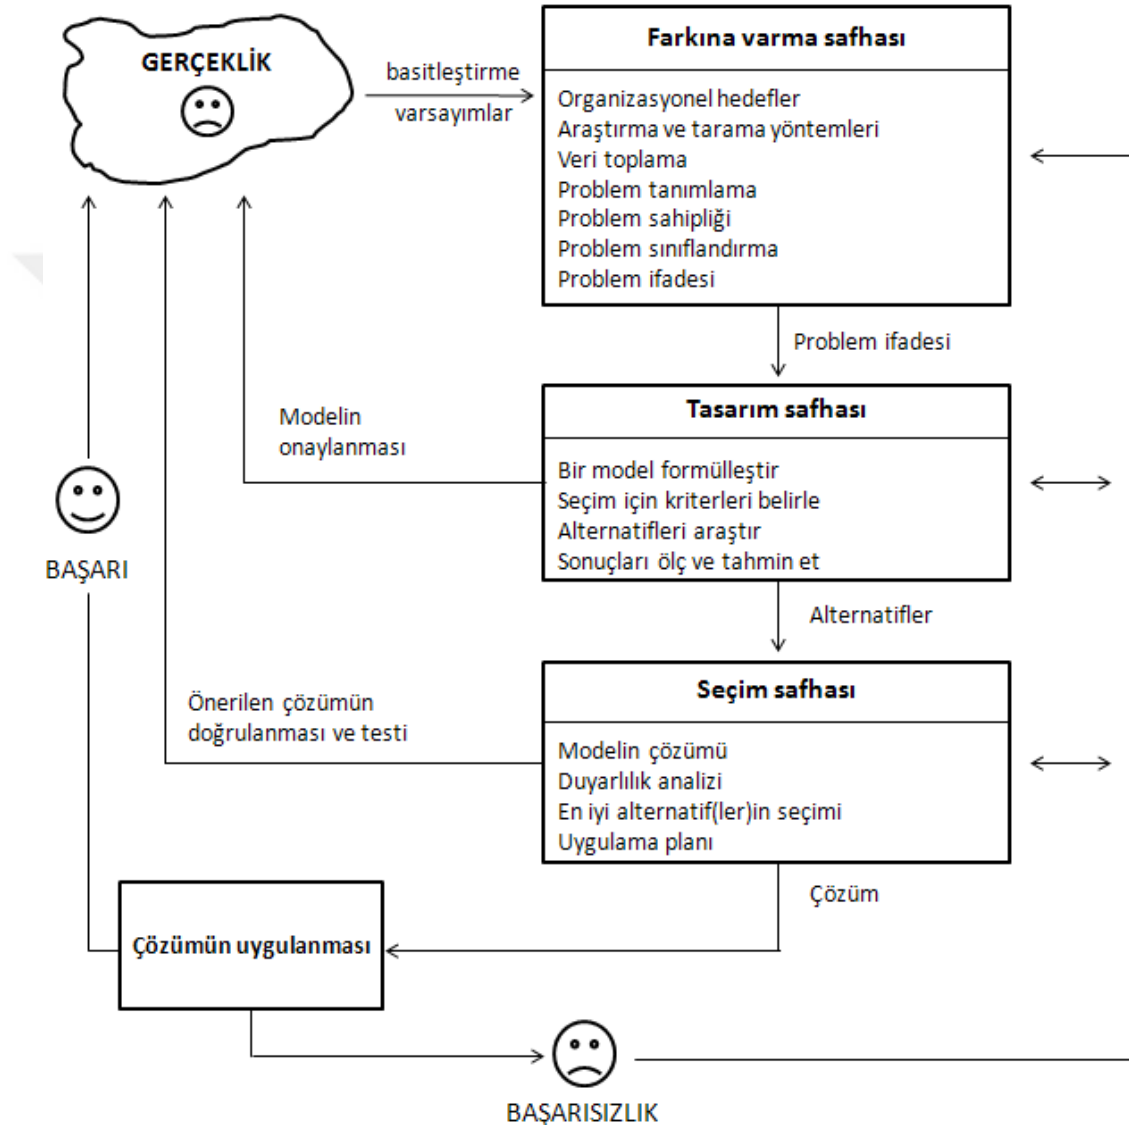 GERÇEKLİK
basitleştirme
varsayımlar
Farkına varma safhası
Organizasyonel hedefler
Araştırma ve tarama yöntemleri
Veri toplama
Problem tanımlama
Problem sahipliği
Problem sınıflandırma
Problem ifadesi
Problem ifadesi
Tasarım safhası
Bir model formülleştir
Seçim için kriterleri belirle
Alternatifleri araştır
Sonuçları ölç ve tahmin et
Modelin
onaylanması
BAŞARI
Alternatifler
Seçim safhası
Modelin çözümü
Duyarlılık analizi
En iyi alternatif(ler)in seçimi
Uygulama planı
Önerilen çözümün
doğrulanması ve testi
Çözüm
Çözümün uygulanması
BAŞARISIZLIK